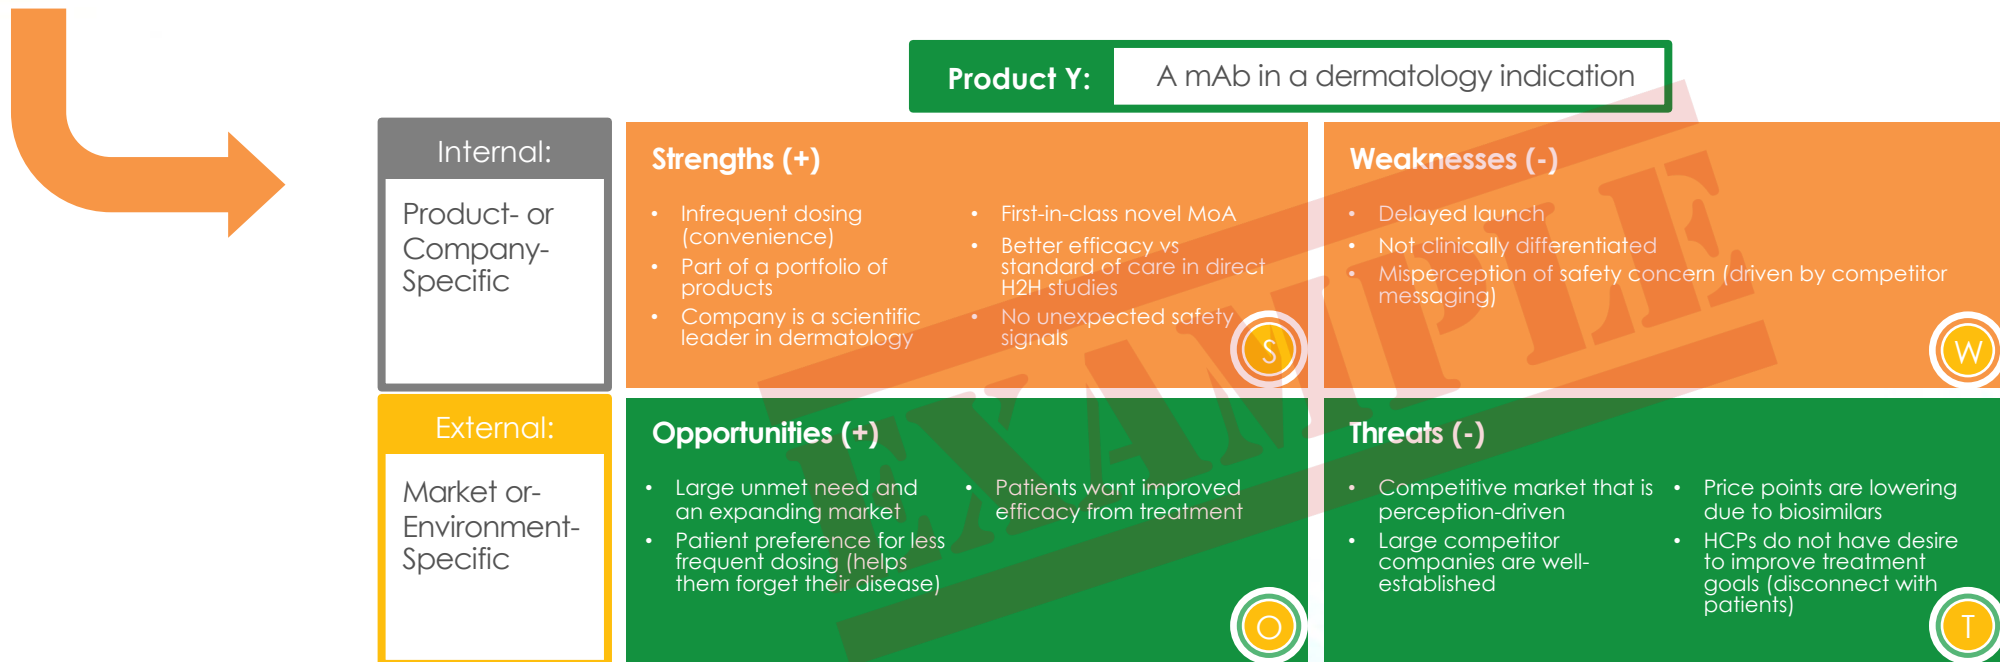 Product Y:
A mAb in a dermatology indication
Internal:
Product- or
Company-
Specific
Strengths (+)
• Infrequent dosing
(convenience)
• Part of a portfolio of
products
• Company is a scientific
leader in dermatology
• First-in-class novel MoA
• Better efficacy vs
standard of care in direct
H2H studies
• No unexpected safety
signals
S
Weaknesses (-)
• Delayed launch
• Not clinically differentiated
• Misperception of safety concern (driven by competitor
messaging)
W
External:
Market or-
Environment-
Specific
Opportunities (+)
• Large unmet need and
an expanding market
• Patient preference for less
frequent dosing (helps
them forget their disease)
• Patients want improved
efficacy from treatment
O
Threats (-)
• Competitive market that is
perception-driven
• Large competitor
companies are well-
established
• Price points are lowering
due to biosimilars
• HCPs do not have desire
to improve treatment
goals (disconnect with
patients)
T
EXAMPLE